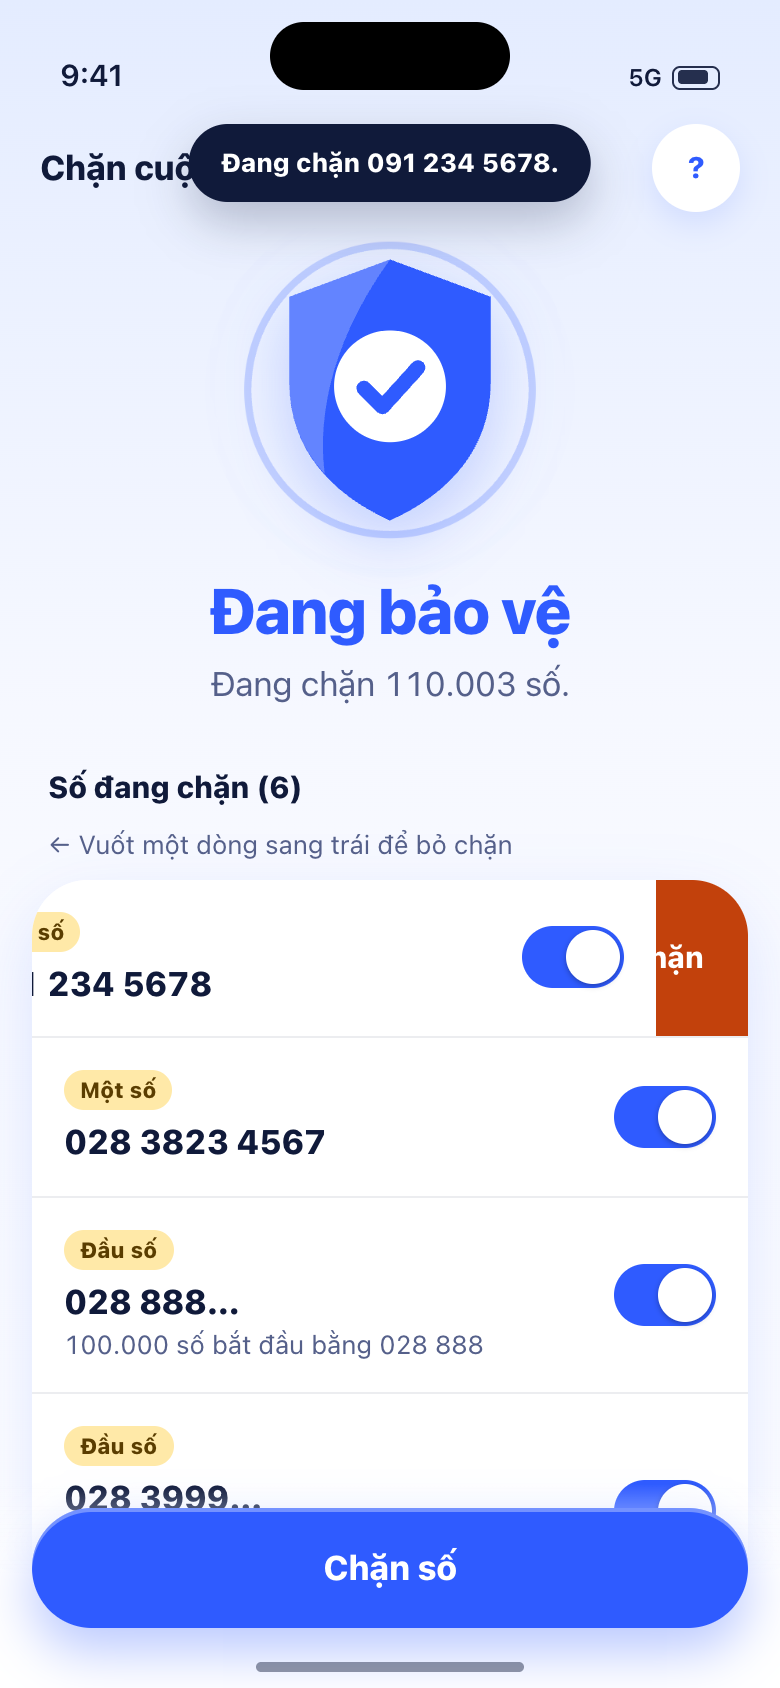 9:41
5G
Chặn cuộ
Đang chặn 091 234 5678.
?
Đang bảo vệ
Đang chặn 110.003 số.
Số đang chặn (6)
← Vuốt một dòng sang trái để bỏ chặn
số
234 5678
Một số
028 3823 4567
Đầu số
028 888...
100.000 số bắt đầu bằng 028 888
Đầu số
028 3999...
Chặn số